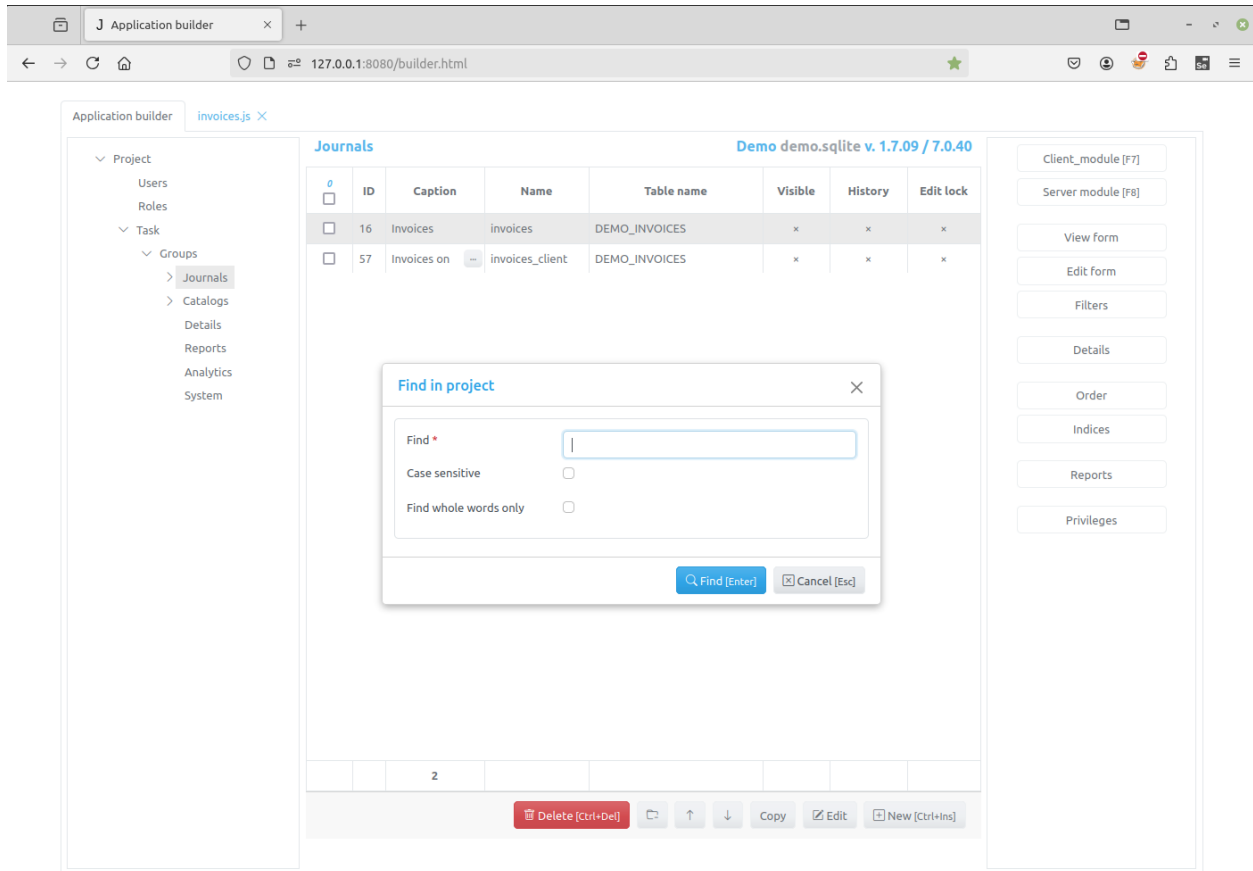 J Application builder
127.0.0.1:8080/builder.html
Application builder
invoices.js
Project
Users
Roles
Task
Groups
Journals
Catalogs
Details
Reports
Analytics
System
Journals
Demo demo.sqlite v. 1.7.09 / 7.0.40
0 ID Caption Name Table name Visible History Edit lock
16 Invoices invoices DEMO_INVOICES × × ×
57 Invoices on ... invoices_client DEMO_INVOICES × × ×
Find in project
Find *
Case sensitive
Find whole words only
Find [Enter]
Cancel [Esc]
2
Delete [Ctrl+Del]
Copy
Edit
New [Ctrl+Ins]
Client_module [F7]
Server module [F8]
View form
Edit form
Filters
Details
Order
Indices
Reports
Privileges